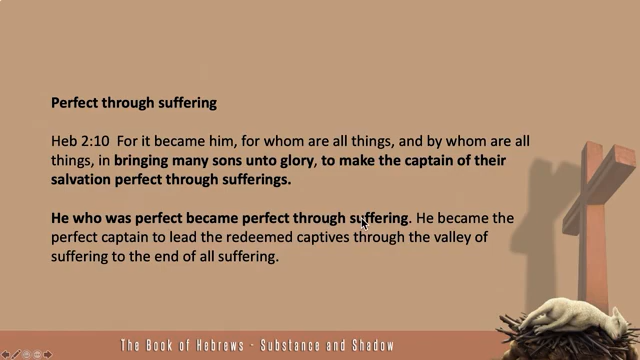 Perfect through suffering
Heb 2:10  For it became him, for whom are all things, and by whom are all
things, in bringing many sons unto glory, to make the captain of their
salvation perfect through sufferings.
He who was perfect became perfect through suffering. He became the
perfect captain to lead the redeemed captives through the valley of
suffering to the end of all suffering.
The Book of Hebrews - Substance and Shadow